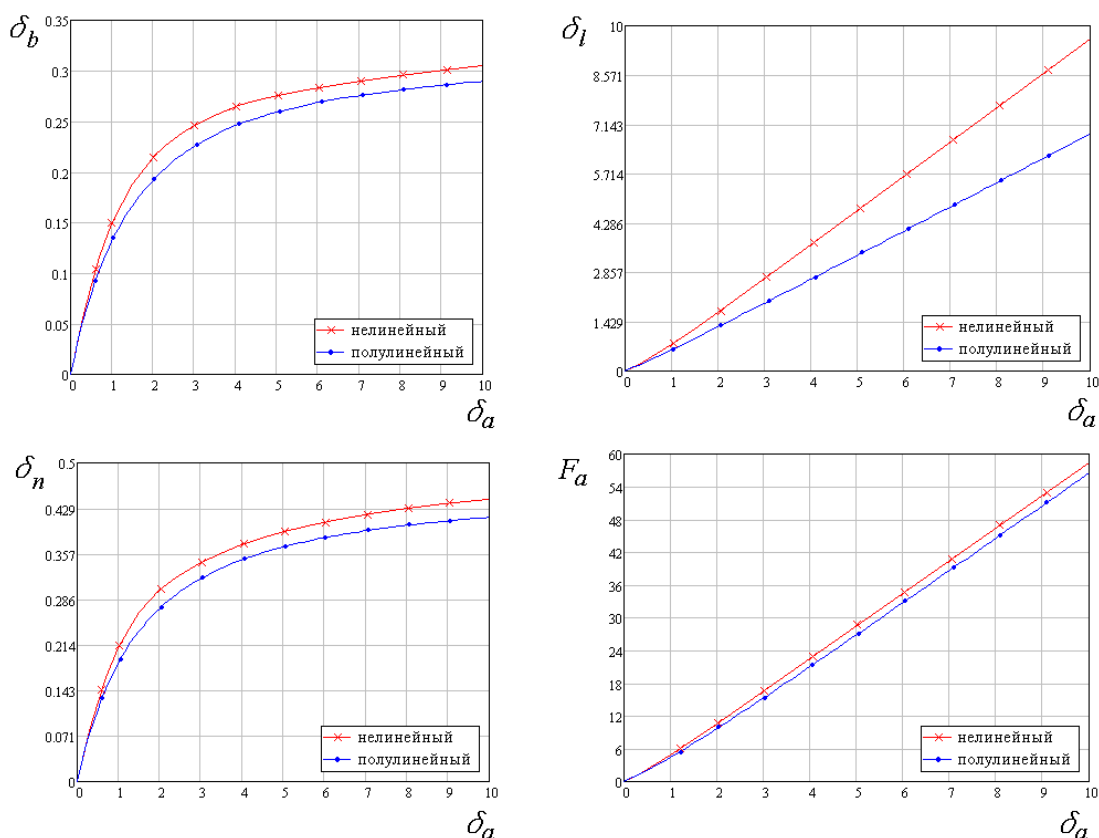 δb
0.35
0.3
0.25
0.2
0.15
0.1
0.05
0
нелинейный
полулинейный
0 1 2 3 4 5 6 7 8 9 10
δa
δl
10
8.571
7.143
5.714
4.286
2.857
1.429
0
нелинейный
полулинейный
0 1 2 3 4 5 6 7 8 9 10
δa
δn
0.5
0.429
0.357
0.286
0.214
0.143
0.071
0
нелинейный
полулинейный
0 1 2 3 4 5 6 7 8 9 10
δa
Fa
60
54
48
42
36
30
24
18
12
6
0
нелинейный
полулинейный
0 1 2 3 4 5 6 7 8 9 10
δa